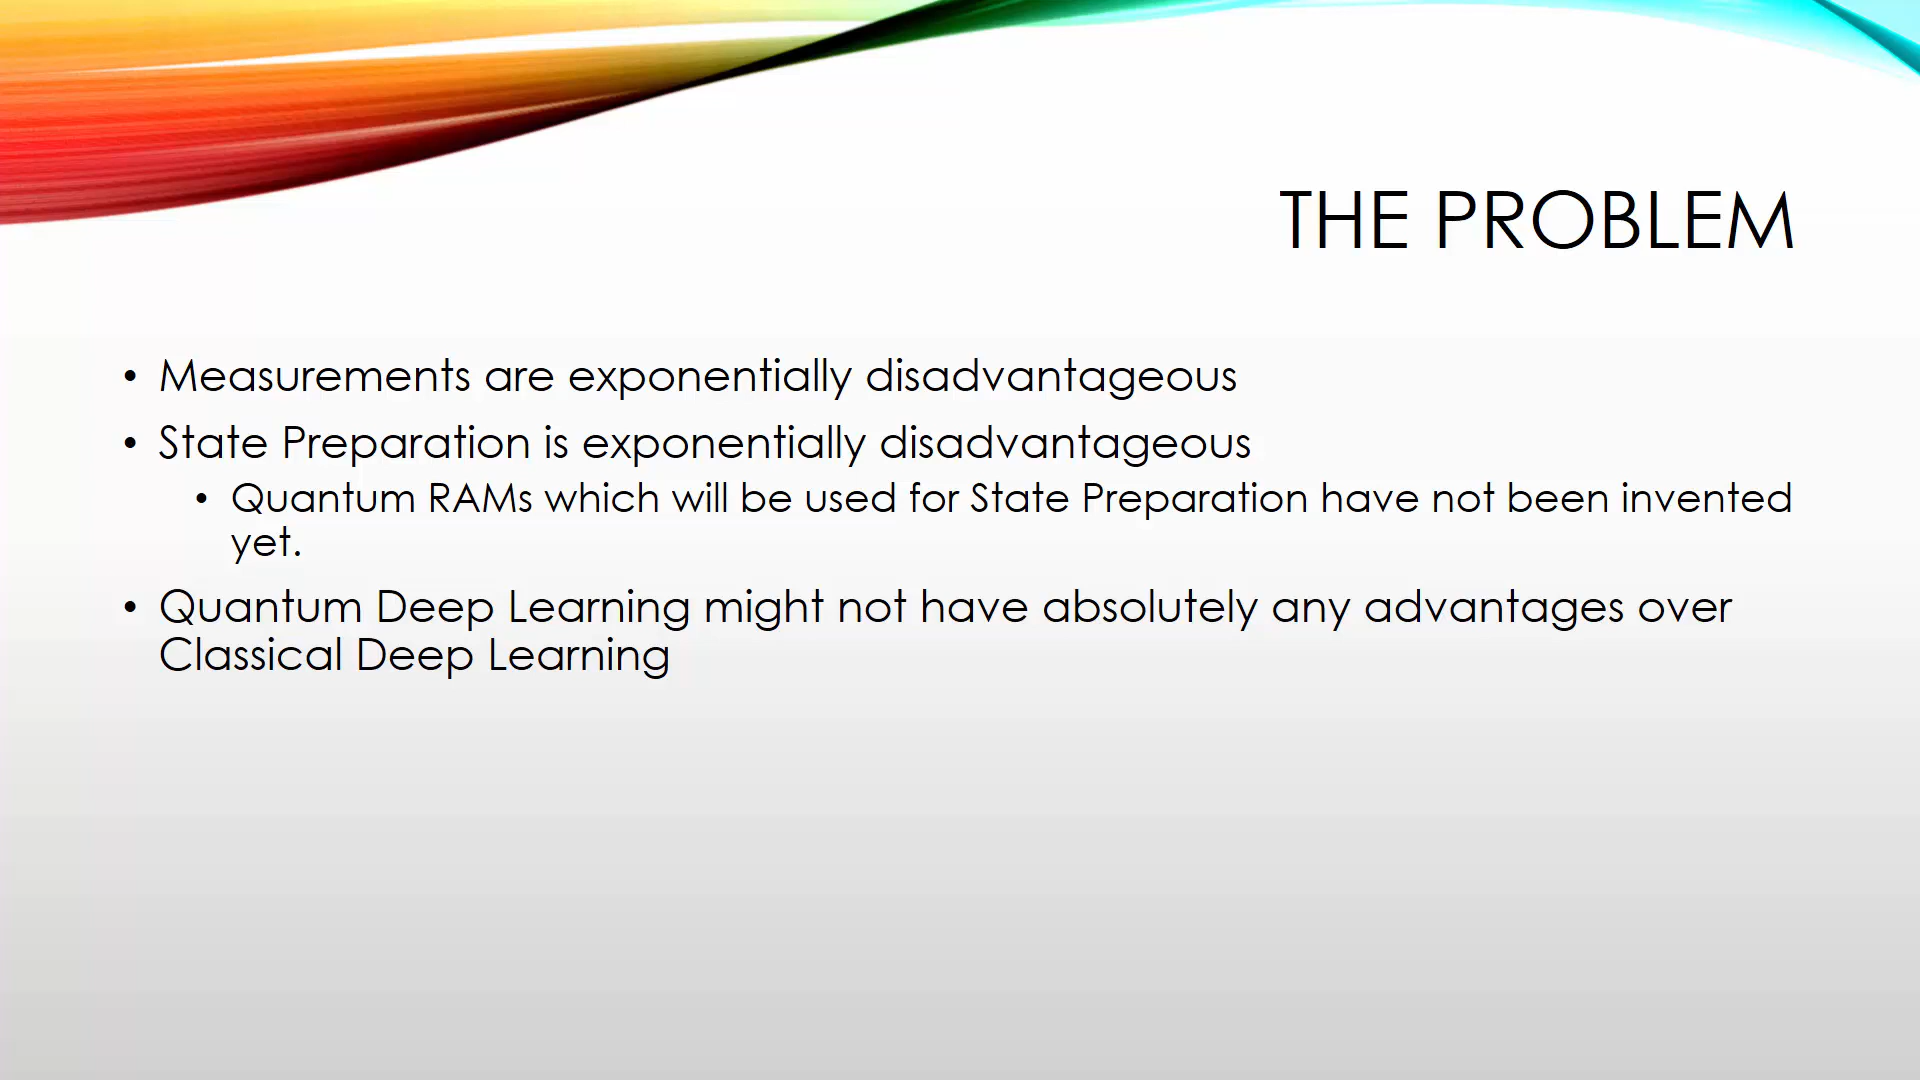 THE PROBLEM
• Measurements are exponentially disadvantageous
• State Preparation is exponentially disadvantageous
• Quantum RAMs which will be used for State Preparation have not been invented
yet.
• Quantum Deep Learning might not have absolutely any advantages over
Classical Deep Learning